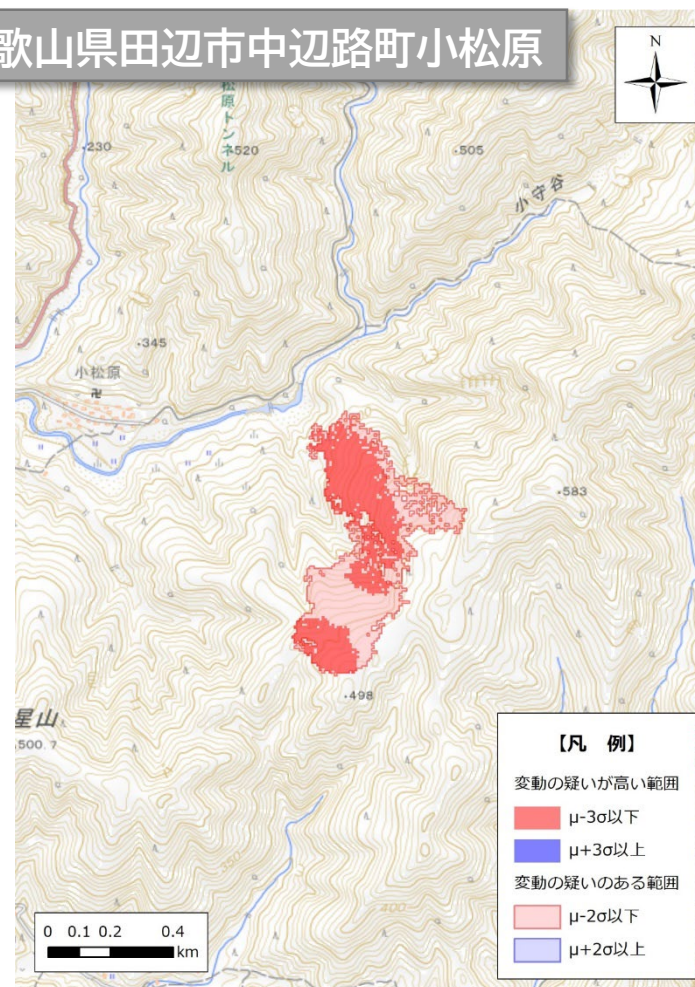 歌山県田辺市中辺路町小松原
N
松原トンネル
230
520
505
小守谷
345
小松原
583
498
星山
500.7
350
400
【凡 例】
変動の疑いが高い範囲
μ-3σ以下
μ+3σ以上
変動の疑いのある範囲
μ-2σ以下
μ+2σ以上
0 0.1 0.2 0.4
km